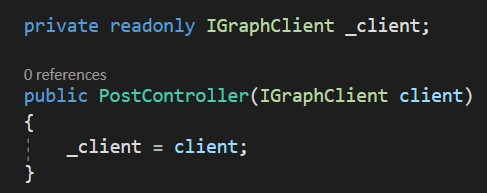 private readonly IGraphClient _client;
0 references
public PostController(IGraphClient client)
{
_client = client;
}